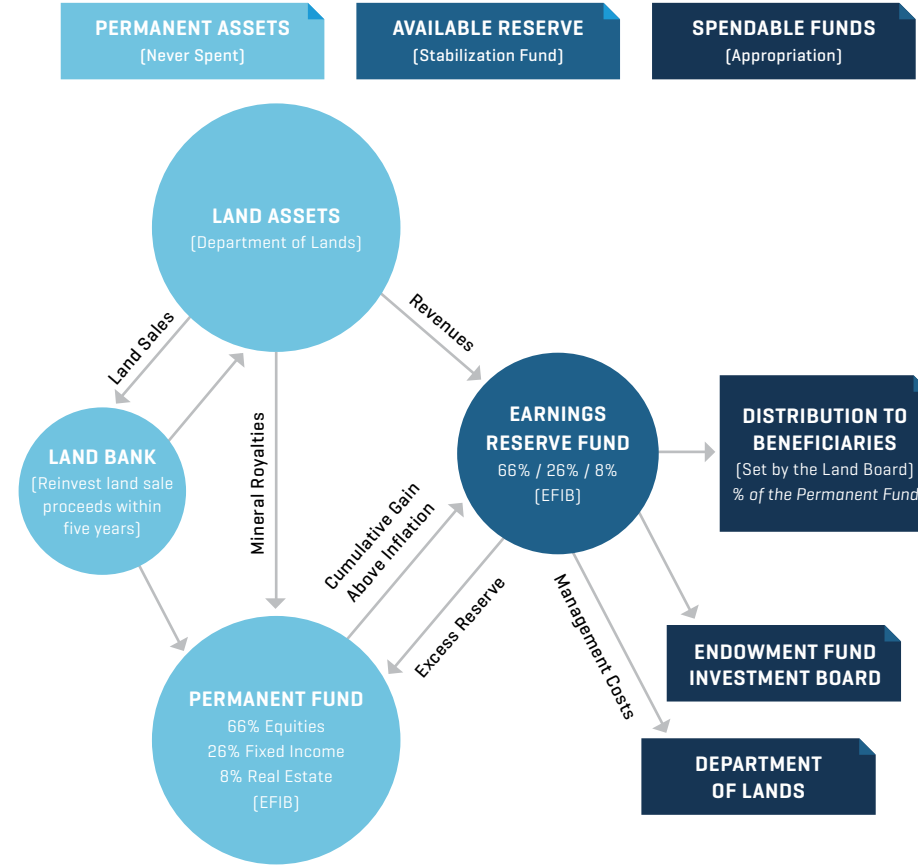 PERMANENT ASSETS
(Never Spent)
AVAILABLE RESERVE
(Stabilization Fund)
SPENDABLE FUNDS
(Appropriation)
LAND ASSETS
(Department of Lands)
Land Sales
Revenues
Mineral Royalties
LAND BANK
(Reinvest land sale
proceeds within
five years)
EARNINGS
RESERVE FUND
66% / 26% / 8%
(EFIB)
DISTRIBUTION TO
BENEFICIARIES
(Set by the Land Board)
% of the Permanent Fund
Cumulative Gain
Above Inflation
Excess Reserve
Management Costs
PERMANENT FUND
66% Equities
26% Fixed Income
8% Real Estate
(EFIB)
ENDOWMENT FUND
INVESTMENT BOARD
DEPARTMENT
OF LANDS